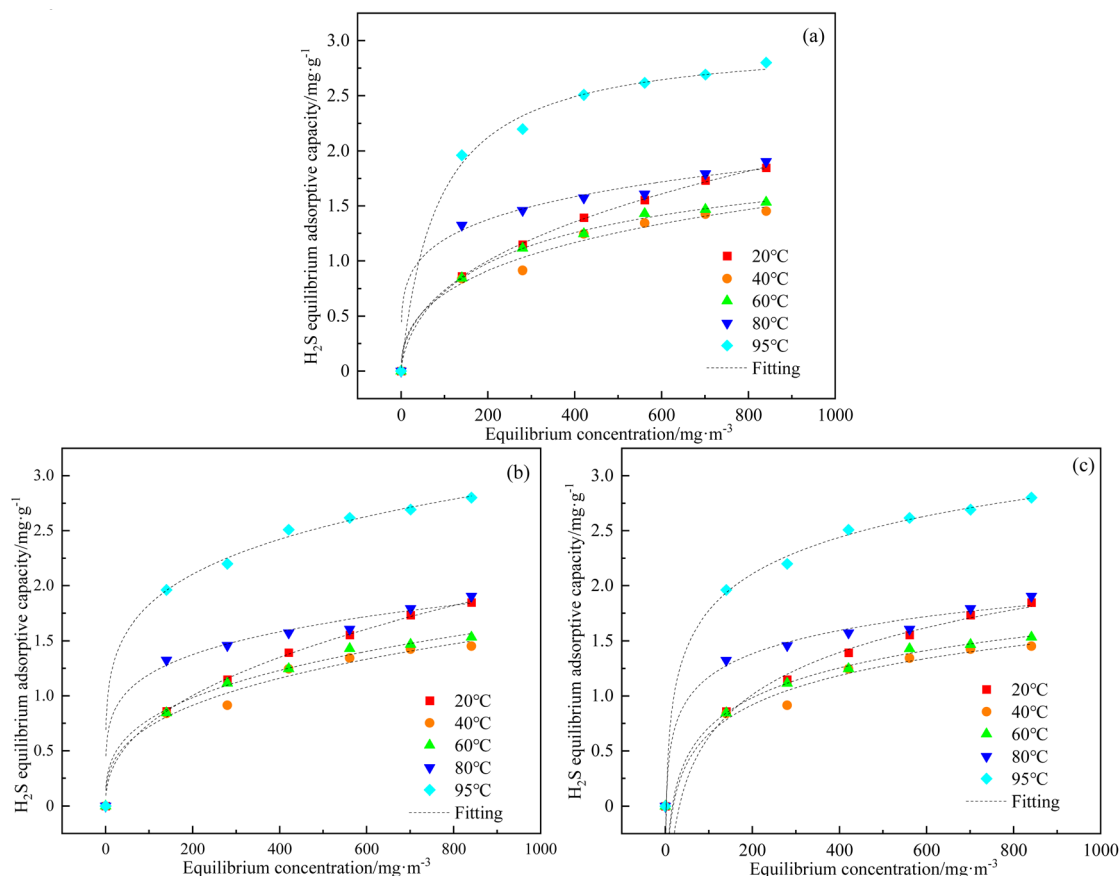 (a)
H₂S equilibrium adsorptive capacity/mg·g⁻¹
3.0
2.5
2.0
1.5
1.0
0.5
0
20℃
40℃
60℃
80℃
95℃
Fitting
0 200 400 600 800 1000
Equilibrium concentration/mg·m⁻³
(b)
H₂S equilibrium adsorptive capacity/mg·g⁻¹
3.0
2.5
2.0
1.5
1.0
0.5
0
20℃
40℃
60℃
80℃
95℃
Fitting
0 200 400 600 800 1000
Equilibrium concentration/mg·m⁻³
(c)
H₂S equilibrium adsorptive capacity/mg·g⁻¹
3.0
2.5
2.0
1.5
1.0
0.5
0
20℃
40℃
60℃
80℃
95℃
Fitting
0 200 400 600 800 1000
Equilibrium concentration/mg·m⁻³